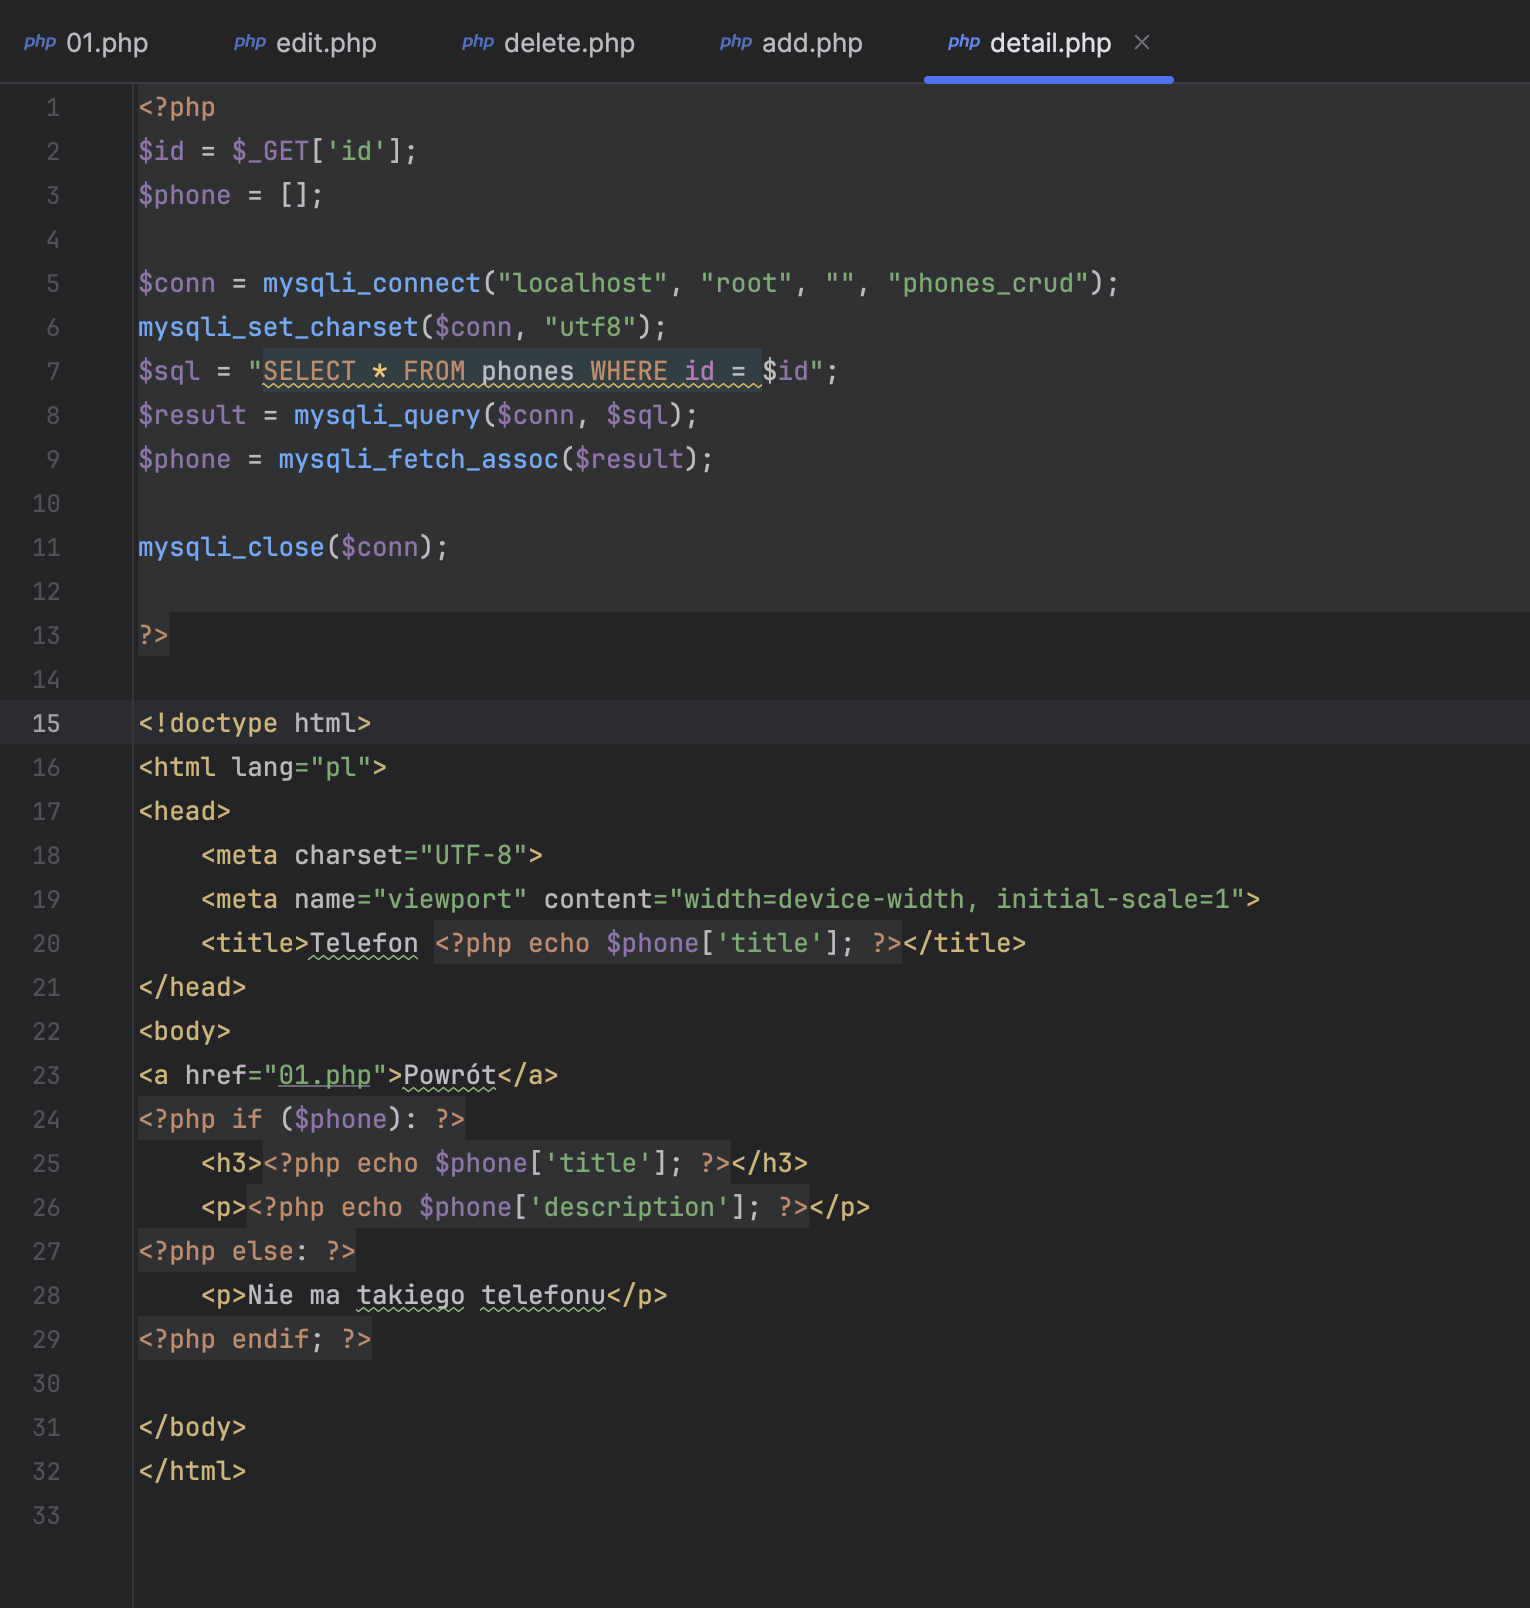 php 01.php php edit.php php delete.php php add.php php detail.php ×
1 <?php
2 $id = $_GET['id'];
3 $phone = [];
4
5 $conn = mysqli_connect("localhost", "root", "", "phones_crud");
6 mysqli_set_charset($conn, "utf8");
7 $sql = "SELECT * FROM phones WHERE id = $id";
8 $result = mysqli_query($conn, $sql);
9 $phone = mysqli_fetch_assoc($result);
10
11 mysqli_close($conn);
12
13 ?>
14
15 <!doctype html>
16 <html lang="pl">
17 <head>
18     <meta charset="UTF-8">
19     <meta name="viewport" content="width=device-width, initial-scale=1">
20     <title>Telefon <?php echo $phone['title']; ?></title>
21 </head>
22 <body>
23 <a href="01.php">Powrót</a>
24 <?php if ($phone): ?>
25     <h3><?php echo $phone['title']; ?></h3>
26     <p><?php echo $phone['description']; ?></p>
27 <?php else: ?>
28     <p>Nie ma takiego telefonu</p>
29 <?php endif; ?>
30
31 </body>
32 </html>
33